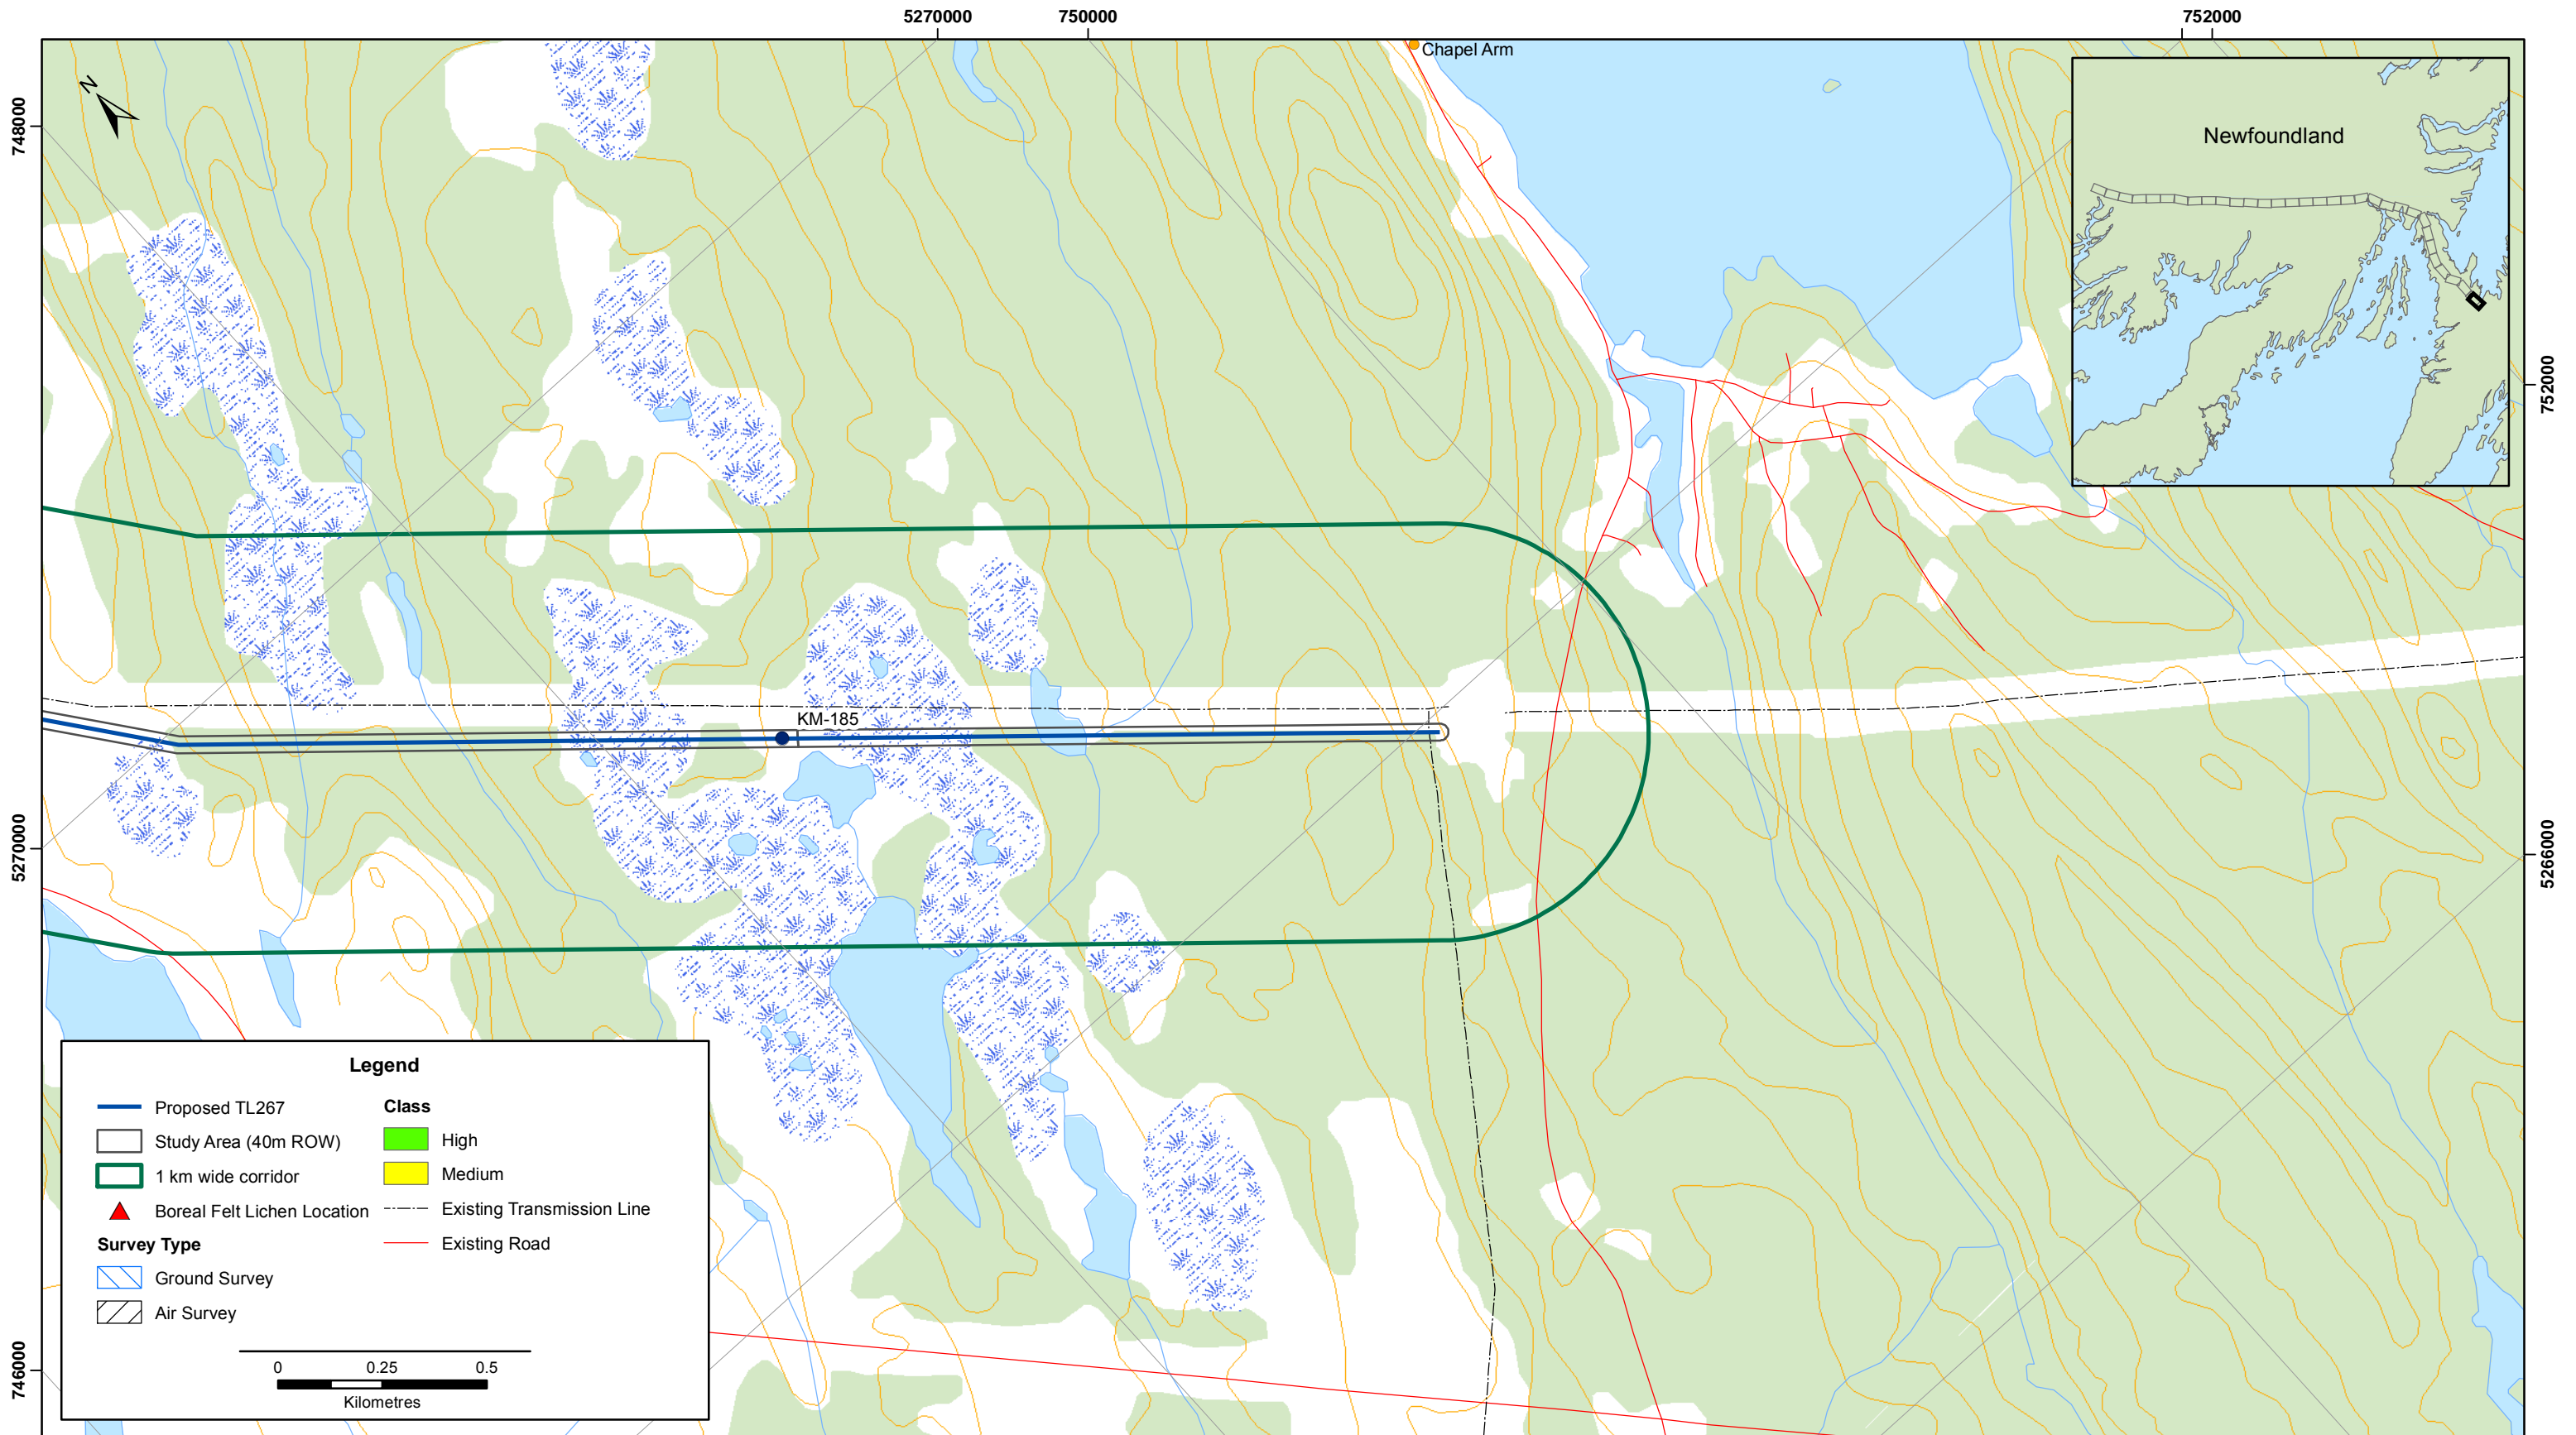 5270000
750000
752000
Chapel Arm
N
748000
Newfoundland
752000
KM-185
5270000
5266000
746000
Legend
Proposed TL267
Study Area (40m ROW)
1 km wide corridor
Boreal Felt Lichen Location
Survey Type
Ground Survey
Air Survey
Class
High
Medium
Existing Transmission Line
Existing Road
0 0.25 0.5
Kilometres